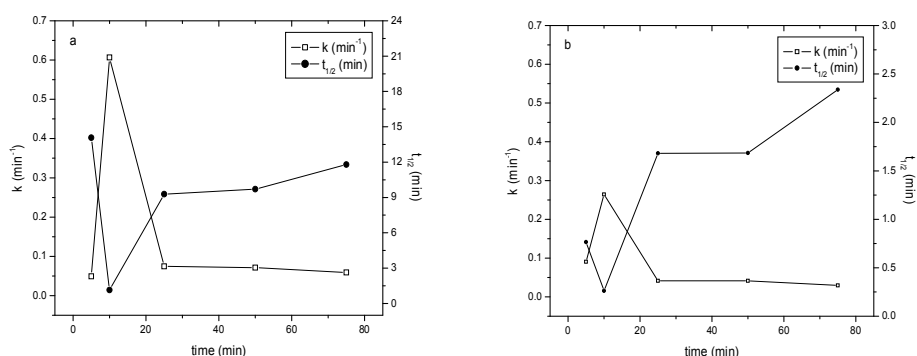 a
k (min⁻¹)
t₁/₂ (min)
0.7
0.6
0.5
0.4
0.3
0.2
0.1
0.0
k (min⁻¹)
24
21
18
15
12
9
6
3
0
t₁/₂ (min)
0 20 40 60 80
time (min)
b
k (min⁻¹)
t₁/₂ (min)
0.7
0.6
0.5
0.4
0.3
0.2
0.1
0.0
k (min⁻¹)
3.0
2.5
2.0
1.5
1.0
0.5
0.0
t₁/₂ (min)
0 20 40 60 80
time (min)